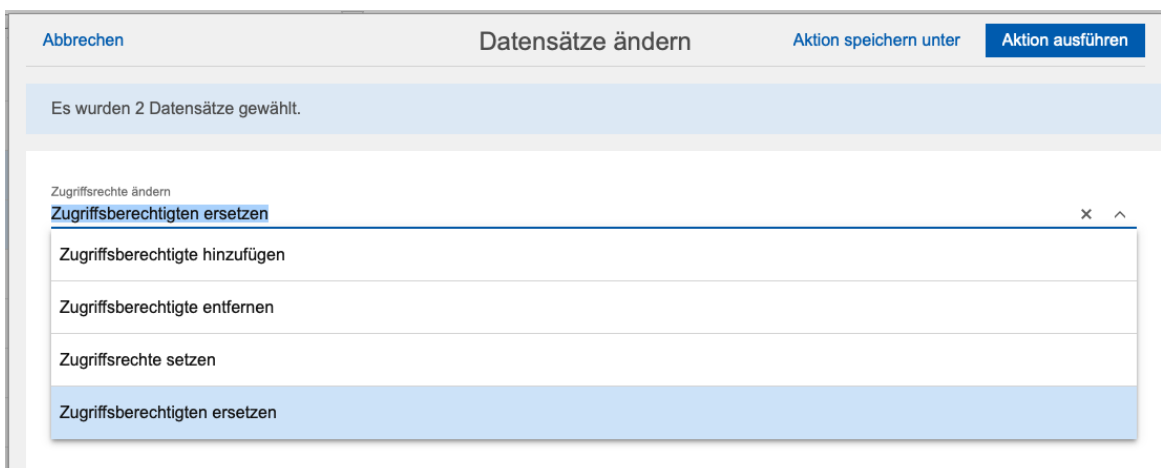 Abbrechen Datensätze ändern Aktion speichern unter Aktion ausführen
Es wurden 2 Datensätze gewählt.
Zugriffsrechte ändern
Zugriffsberechtigten ersetzen
Zugriffsberechtigte hinzufügen
Zugriffsberechtigte entfernen
Zugriffsrechte setzen
Zugriffsberechtigten ersetzen